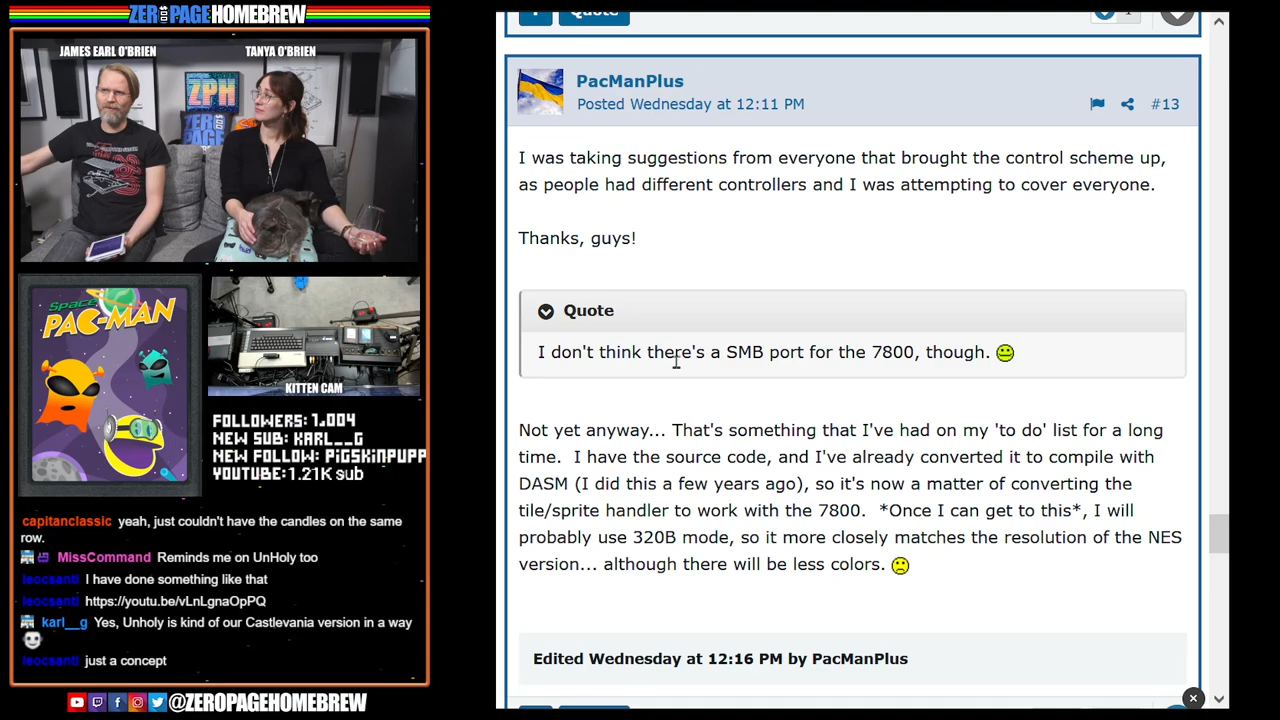 ZERO PAGE HOMEBREW
JAMES EARL O'BRIEN
TANYA O'BRIEN
ZPH
Space
PAC-MAN
KITTEN CAM
FOLLOWERS: 1,004
NEW SUB: KARL__G
NEW FOLLOW: PIGSKINPUPP
YOUTUBE: 1.21K sub
capitanclassic yeah, just couldn't have the candles on the same
row.
MissCommand Reminds me on UnHoly too
leocsanti I have done something like that
leocsanti https://youtu.be/vLnLgnaOpPQ
karl__g Yes, Unholy is kind of our Castlevania version in a way
leocsanti just a concept
@ZEROPAGEHOMEBREW
Quote
1
PacManPlus
Posted Wednesday at 12:11 PM
#13
I was taking suggestions from everyone that brought the control scheme up,
as people had different controllers and I was attempting to cover everyone.
Thanks, guys!
Quote
I don't think there's a SMB port for the 7800, though.
Not yet anyway... That's something that I've had on my 'to do' list for a long
time.  I have the source code, and I've already converted it to compile with
DASM (I did this a few years ago), so it's now a matter of converting the
tile/sprite handler to work with the 7800.  *Once I can get to this*, I will
probably use 320B mode, so it more closely matches the resolution of the NES
version... although there will be less colors.
Edited Wednesday at 12:16 PM by PacManPlus